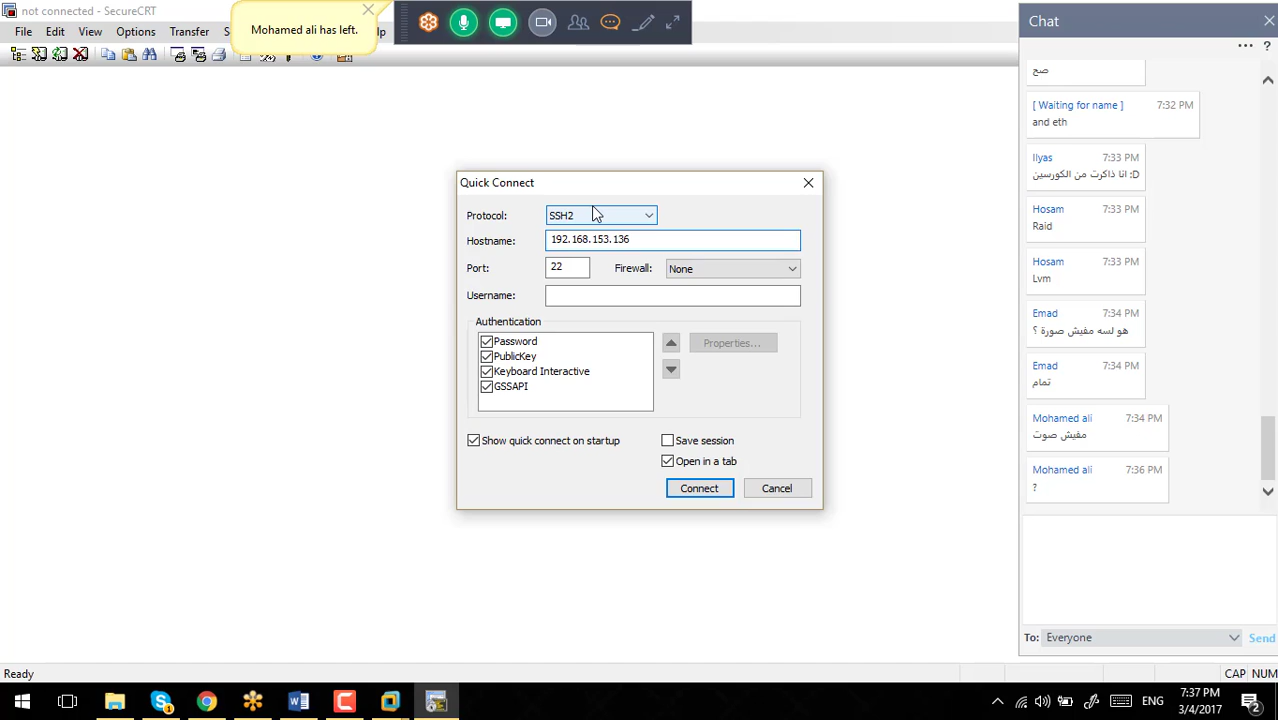 not connected - SecureCRT
File Edit View Options Transfer
Mohamed ali has left.
Quick Connect
Protocol: SSH2
Hostname: 192.168.153.136
Port: 22 Firewall: None
Username:
Authentication
Password
PublicKey
Keyboard Interactive
GSSAPI
Properties...
Show quick connect on startup
Save session
Open in a tab
Connect Cancel
Chat
صح
[ Waiting for name ] 7:32 PM
and eth
Ilyas 7:33 PM
انا ذاكرت من الكورسين :D
Hosam 7:33 PM
Raid
Hosam 7:33 PM
Lvm
Emad 7:34 PM
هو لسه مفيش صورة ؟
Emad 7:34 PM
تمام
Mohamed ali 7:34 PM
مفيش صوت
Mohamed ali 7:36 PM
?
To: Everyone Send
Ready CAP NUM
ENG 7:37 PM
3/4/2017
2